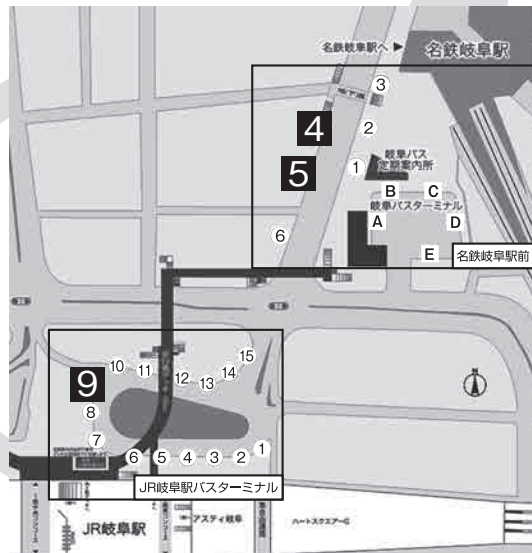 名鉄岐阜駅へ ▶
名鉄岐阜駅
3
地下道
4
2
5
1
岐阜バス
定期案内所
B
C
岐阜バスターミナル
A
D
6
E
名鉄岐阜駅前
N
10
11
12
13
14
15
9
8
7
6
5
4
3
2
1
JR岐阜駅バスターミナル
JR岐阜駅
アスティ岐阜
ハートスクエアーG